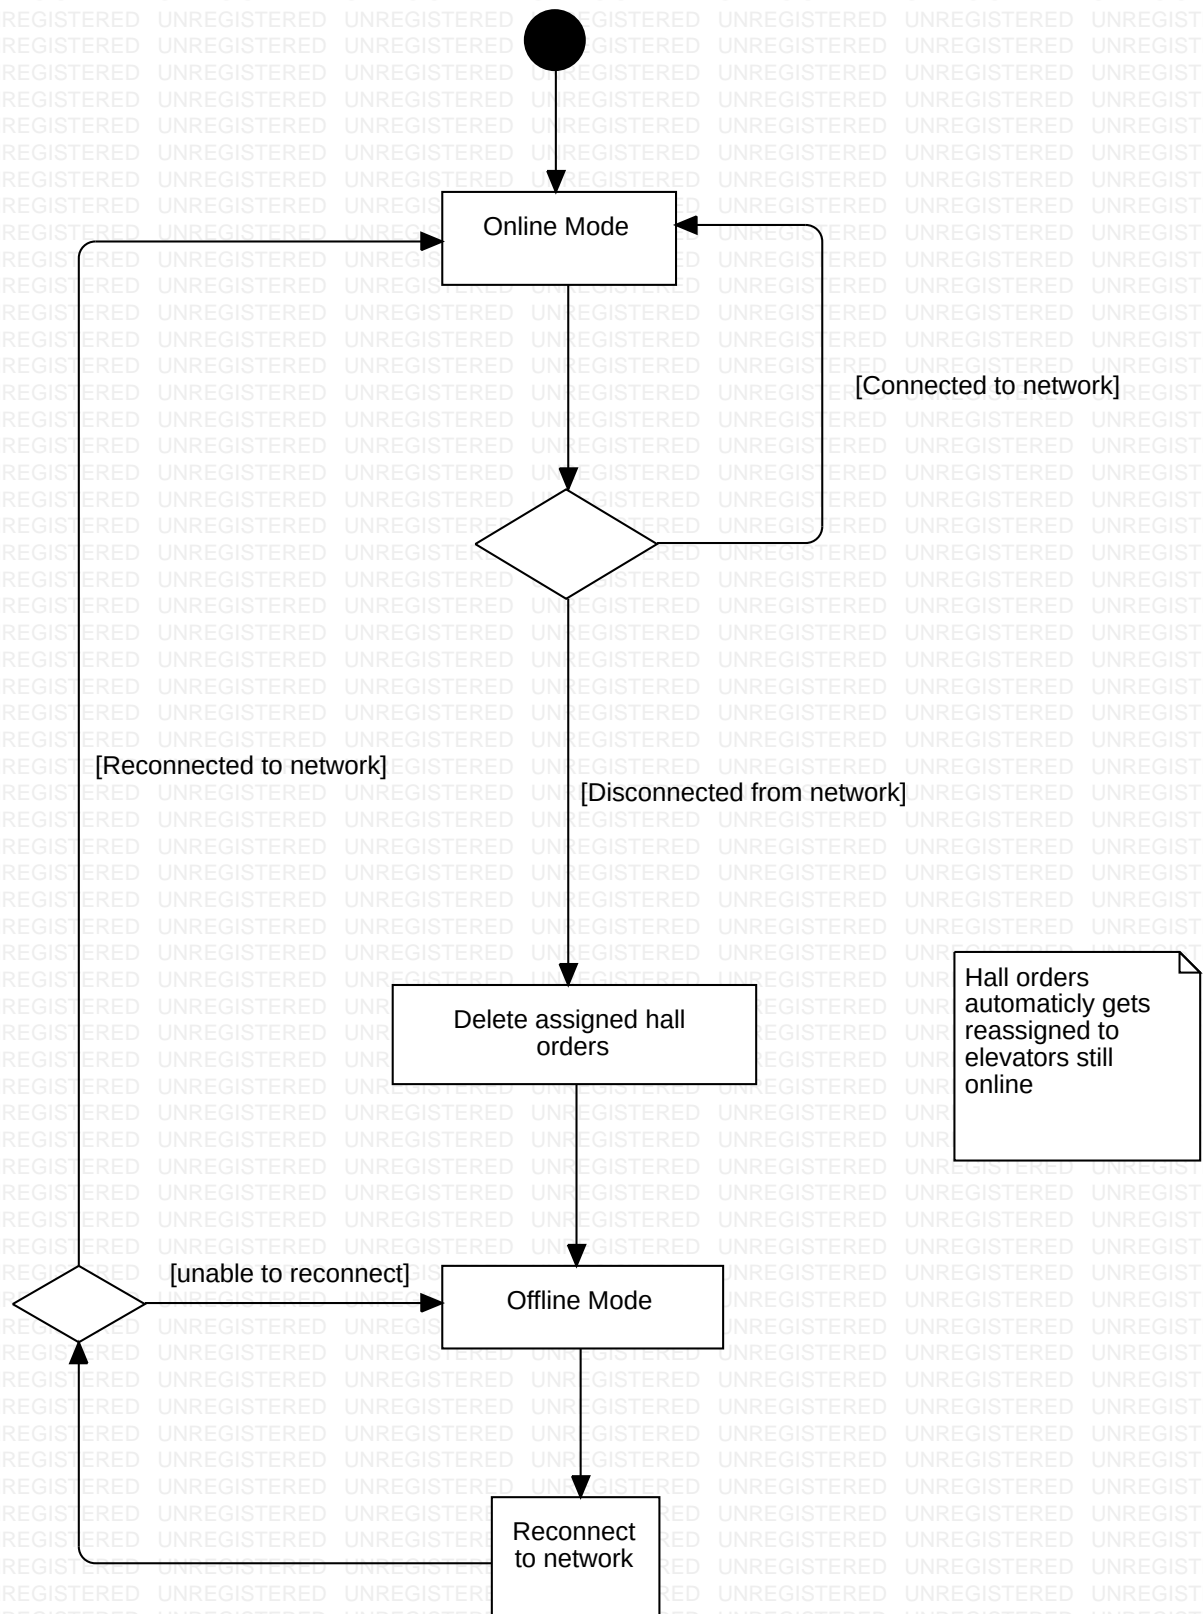 Online Mode
[Connected to network]
[Reconnected to network]
[Disconnected from network]
Hall orders
automaticly gets
reassigned to
elevators still
online
Delete assigned hall
orders
[unable to reconnect]
Offline Mode
Reconnect
to network
UNREGISTERED